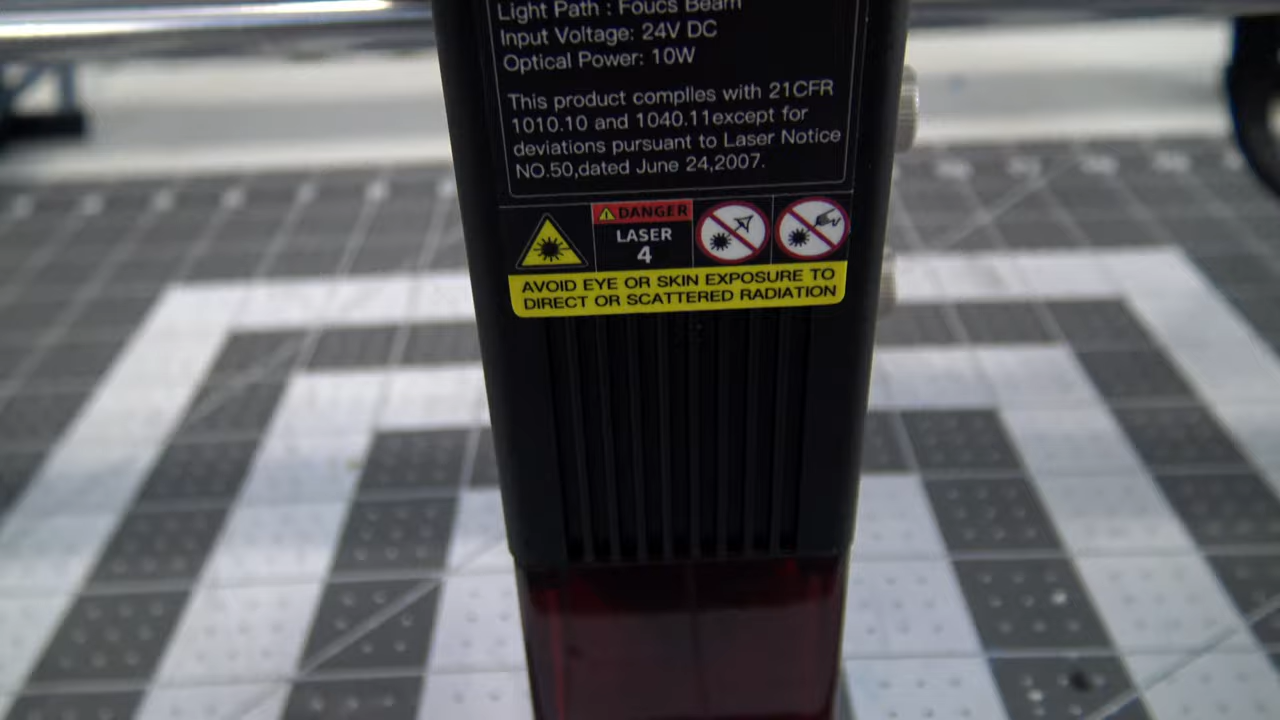 Light Path : Foucs Beam
Input Voltage: 24V DC
Optical Power: 10W
This product complles with 21CFR
1010.10 and 1040.11except for
deviations pursuant to Laser Notice
NO.50,dated June 24,2007.
DANGER
LASER
4
AVOID EYE OR SKIN EXPOSURE TO
DIRECT OR SCATTERED RADIATION